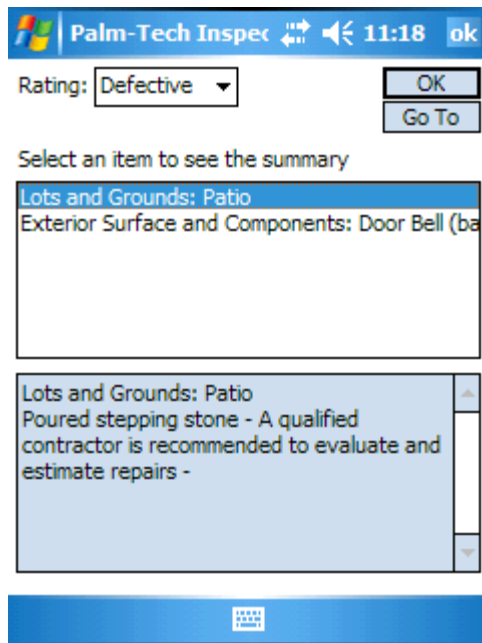 Palm-Tech Inspec 11:18 ok
Rating: Defective OK
Go To
Select an item to see the summary
Lots and Grounds: Patio
Exterior Surface and Components: Door Bell (ba
Lots and Grounds: Patio
Poured stepping stone - A qualified
contractor is recommended to evaluate and
estimate repairs -